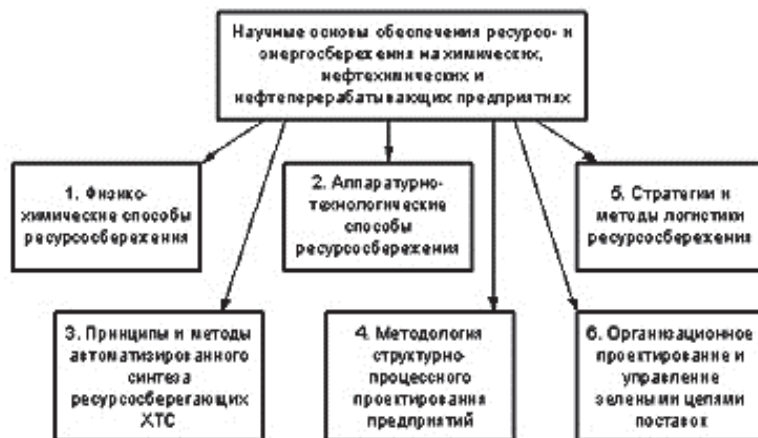 Научные основы обеспечения ресурсо- и
энергосбережения на химических,
нефтехимических и
нефтеперерабатывающих предприятиях
1. Физико-
химические способы
ресурсосбережения
2. Аппаратурно-
технологические
способы
ресурсосбережения
5. Стратегии и
методы логистики
ресурсосбережения
3. Принципы и методы
автоматизированного
синтеза
ресурсосберегающих
ХТС
4. Методология
структурно-
процессного
проектирования
предприятий
6. Организационное
проектирование и
управление
зелеными цепями
поставок